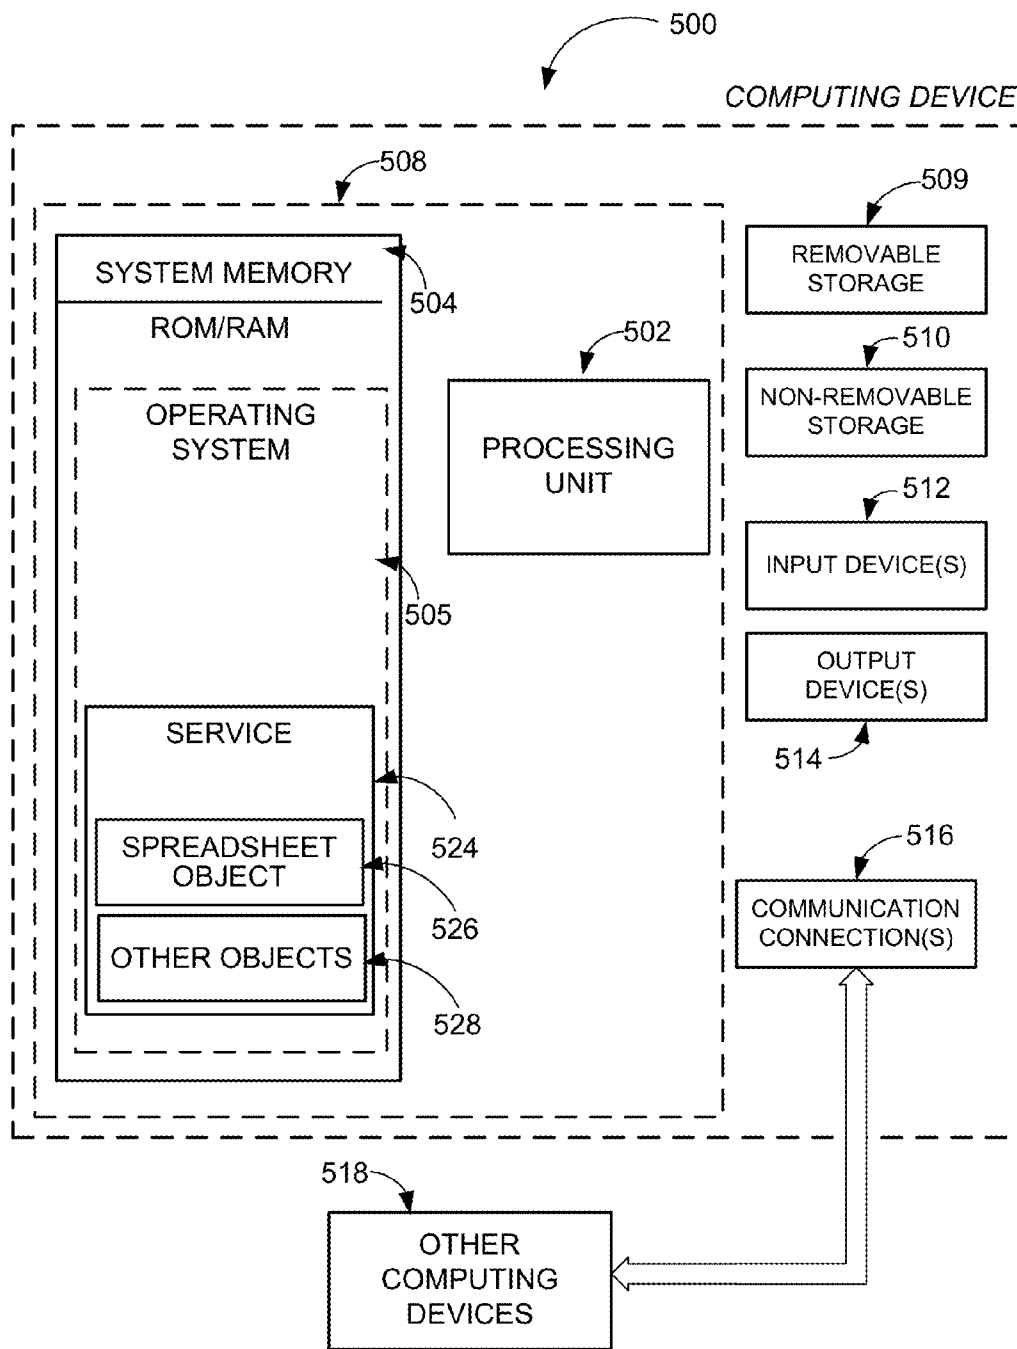 500
COMPUTING DEVICE
508
509
SYSTEM MEMORY
504
ROM/RAM
REMOVABLE
STORAGE
502
510
OPERATING
SYSTEM
PROCESSING
UNIT
NON-REMOVABLE
STORAGE
512
INPUT DEVICE(S)
505
OUTPUT
DEVICE(S)
514
SERVICE
524
SPREADSHEET
OBJECT
526
516
OTHER OBJECTS
528
COMMUNICATION
CONNECTION(S)
518
OTHER
COMPUTING
DEVICES